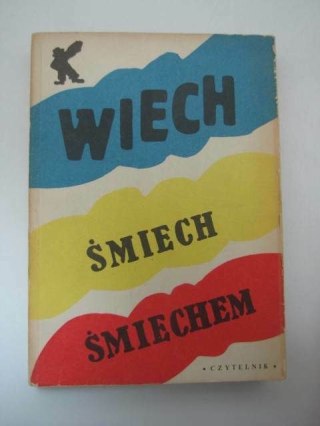 WIECH
ŚMIECH
ŚMIECHEM
• CZYTELNIK •